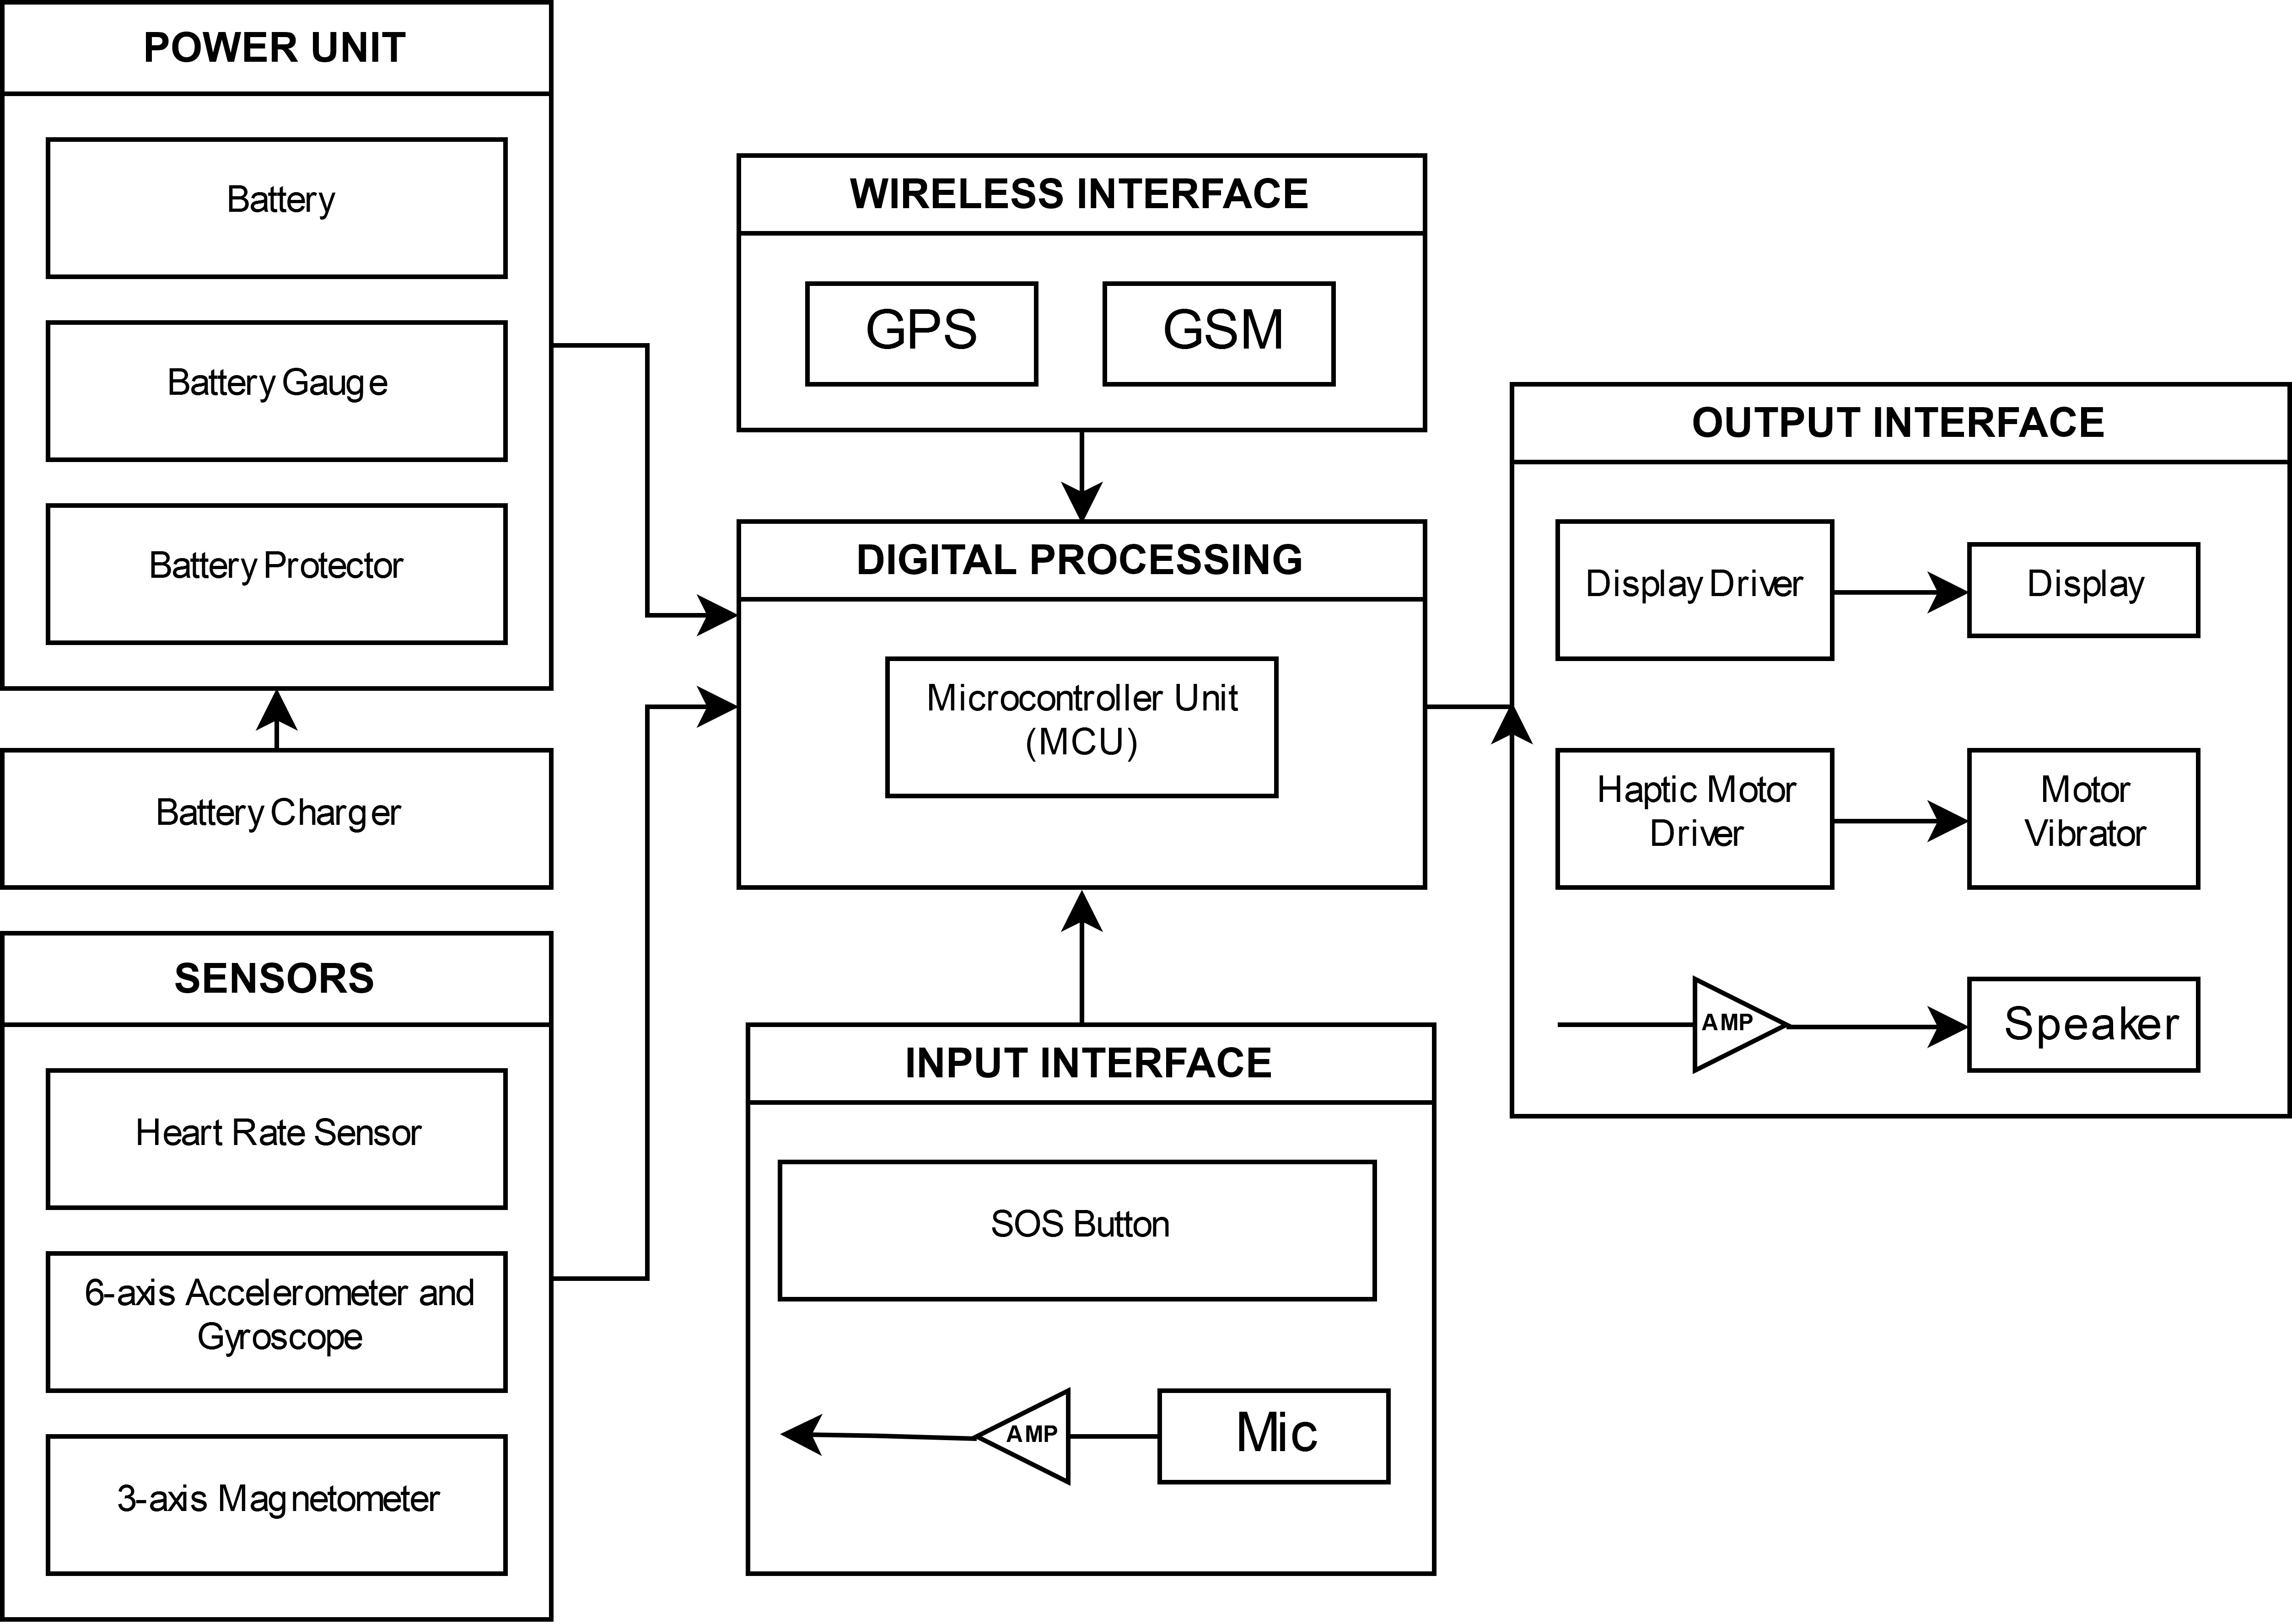 POWER UNIT
Battery
Battery Gauge
Battery Protector
Battery Charger
SENSORS
Heart Rate Sensor
6-axis Accelerometer and
Gyroscope
3-axis Magnetometer
WIRELESS INTERFACE
GPS
GSM
DIGITAL PROCESSING
Microcontroller Unit
(MCU)
INPUT INTERFACE
SOS Button
AMP
Mic
OUTPUT INTERFACE
Display Driver
Display
Haptic Motor
Driver
Motor
Vibrator
AMP
Speaker